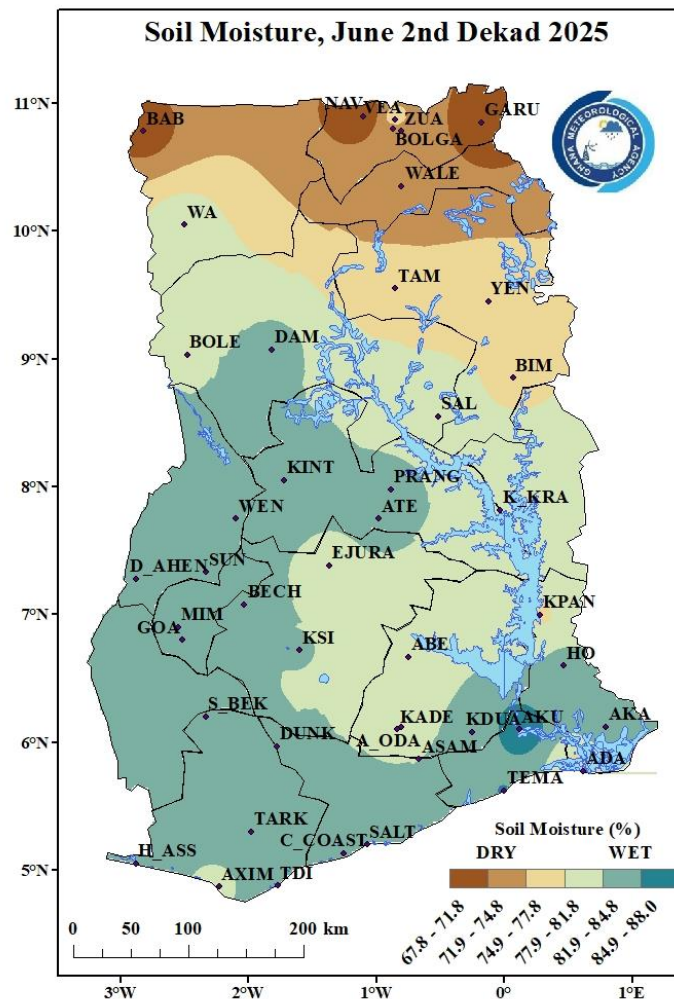 Soil Moisture, June 2nd Dekad 2025
11°N
10°N
9°N
8°N
7°N
6°N
5°N
BAB
NAV
VEA
ZUA
GARU
BOLGA
WALE
GHANA METEOROLOGICAL AGENCY
WA
TAM
YEN
BOLE
DAM
BIM
SAL
KINT
PRANG
WEN
ATE
K_KRA
EJURA
D_AHEN
SUN
BECH
KPAN
GOA
MIM
KSI
ABE
HO
S_BEK
KADE
KDUA
AKU
AKA
DUNK
A_ODA
ASAM
ADA
TEMA
TARK
C_COAST
SALT
H_ASS
AXIM
TDI
Soil Moisture (%)
DRY WET
67.8 - 71.8
71.9 - 74.8
74.9 - 77.8
77.9 - 81.8
81.9 - 84.8
84.9 - 88.0
0 50 100 200 km
3°W 2°W 1°W 0° 1°E